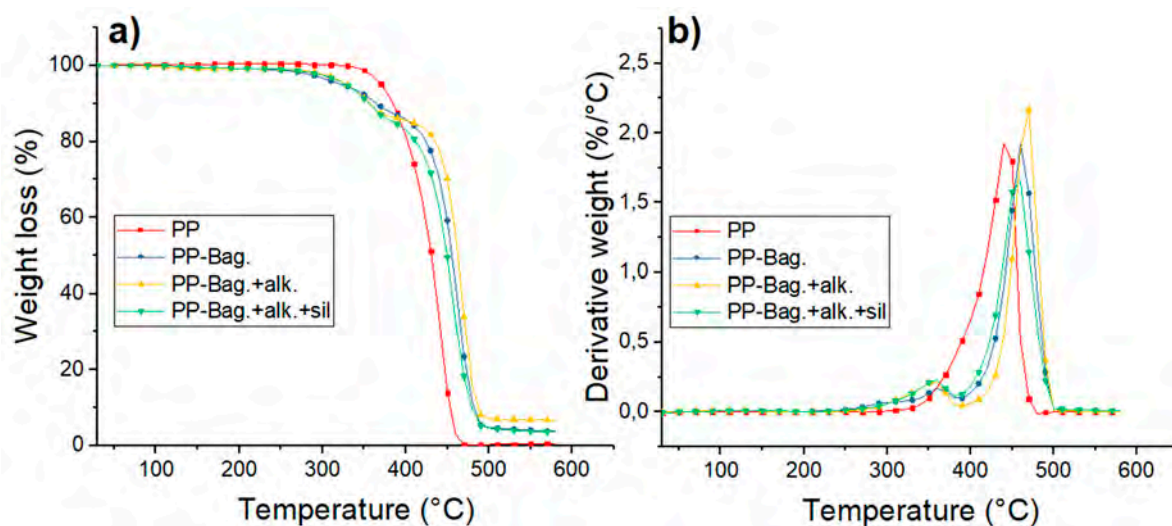 a)
Weight loss (%)
100
80
60
40
20
0
PP
PP-Bag.
PP-Bag.+alk.
PP-Bag.+alk.+sil
100 200 300 400 500 600
Temperature (°C)
b)
Derivative weight (%/°C)
2,5
2,0
1,5
1,0
0,5
0,0
PP
PP-Bag.
PP-Bag.+alk.
PP-Bag.+alk.+sil
100 200 300 400 500 600
Temperature (°C)